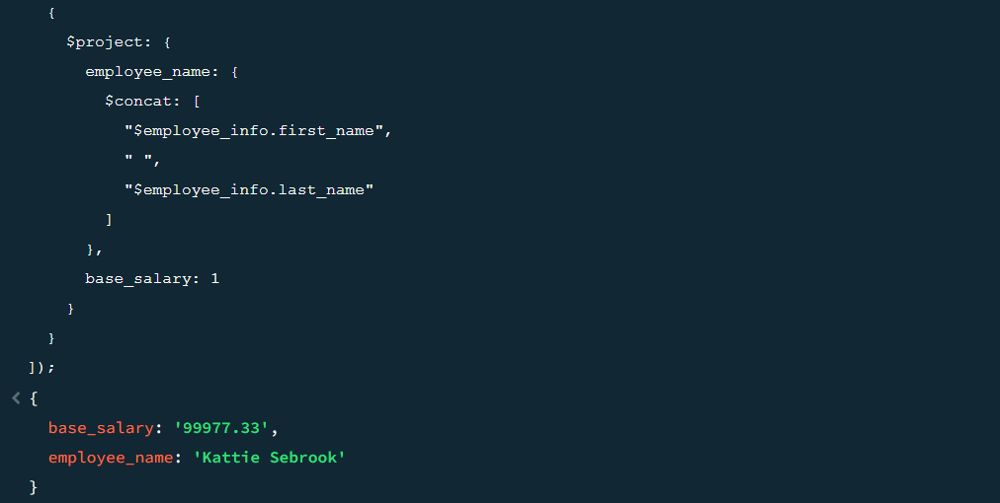 {
$project: {
employee_name: {
$concat: [
"$employee_info.first_name",
" ",
"$employee_info.last_name"
]
},
base_salary: 1
}
}
]);
{
base_salary: '99977.33',
employee_name: 'Kattie Sebrook'
}